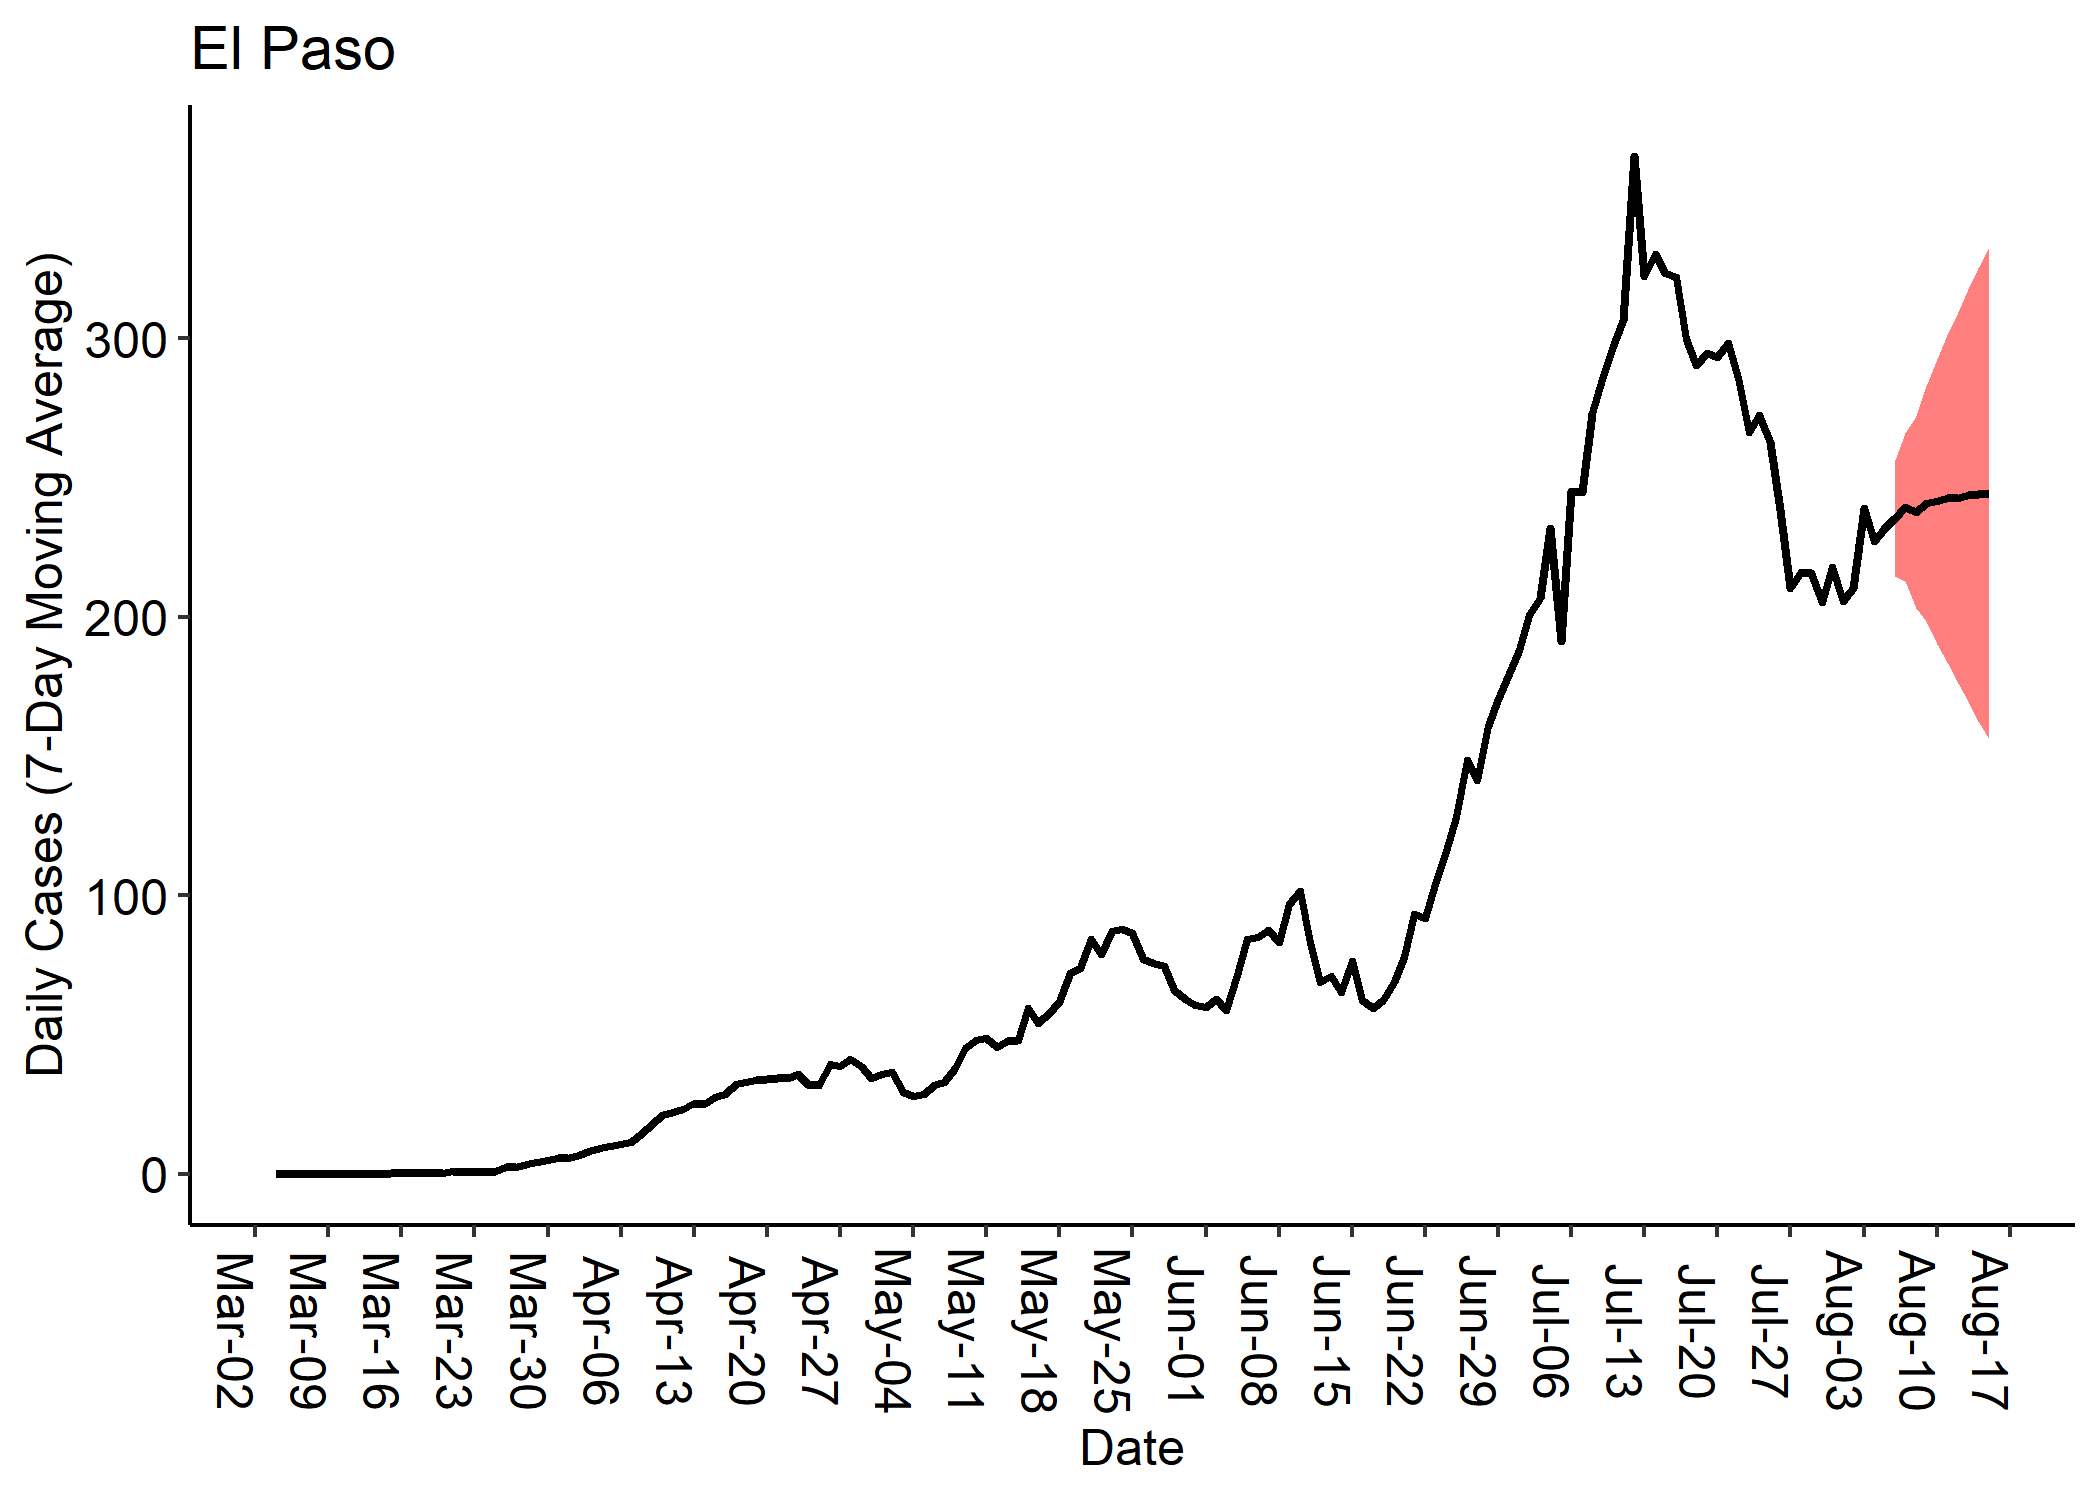 El Paso
Daily Cases (7-Day Moving Average)
300
200
100
0
Mar-02
Mar-09
Mar-16
Mar-23
Mar-30
Apr-06
Apr-13
Apr-20
Apr-27
May-04
May-11
May-18
May-25
Jun-01
Jun-08
Jun-15
Jun-22
Jun-29
Jul-06
Jul-13
Jul-20
Jul-27
Aug-03
Aug-10
Aug-17
Date